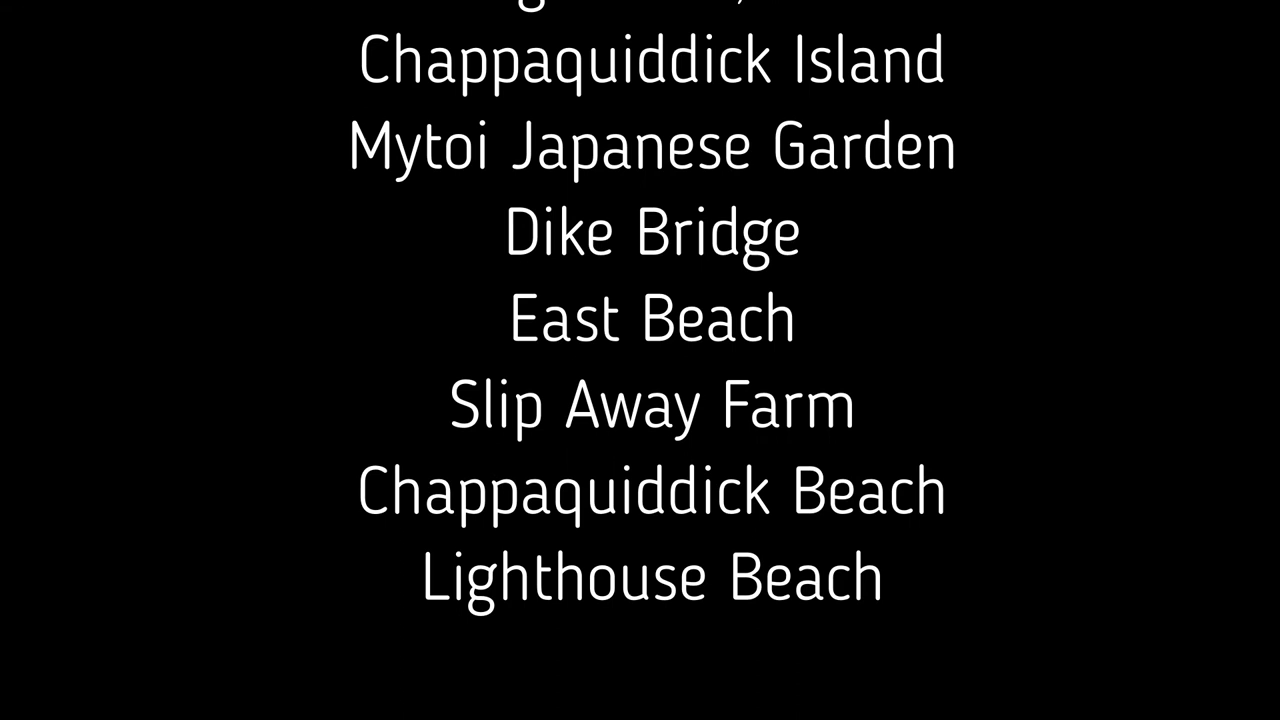 Chappaquiddick Island
Mytoi Japanese Garden
Dike Bridge
East Beach
Slip Away Farm
Chappaquiddick Beach
Lighthouse Beach